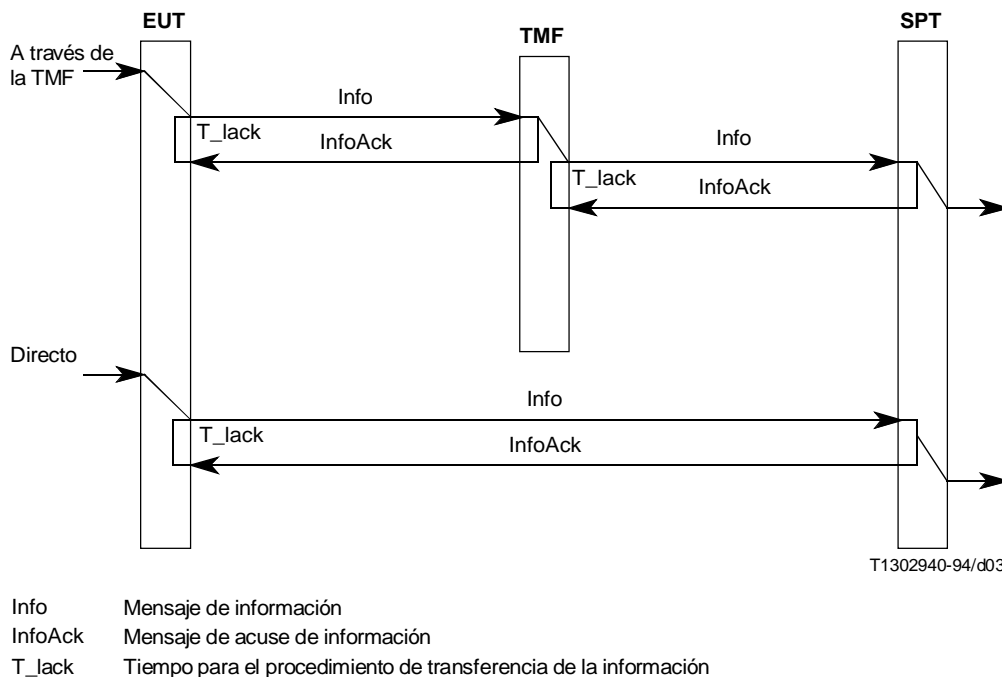 EUT
TMF
SPT
A través de
la TMF
Info
T_lack
InfoAck
Info
T_lack
InfoAck
Directo
Info
T_lack
InfoAck
T1302940-94/d03
Info Mensaje de información
InfoAck Mensaje de acuse de información
T_lack Tiempo para el procedimiento de transferencia de la información